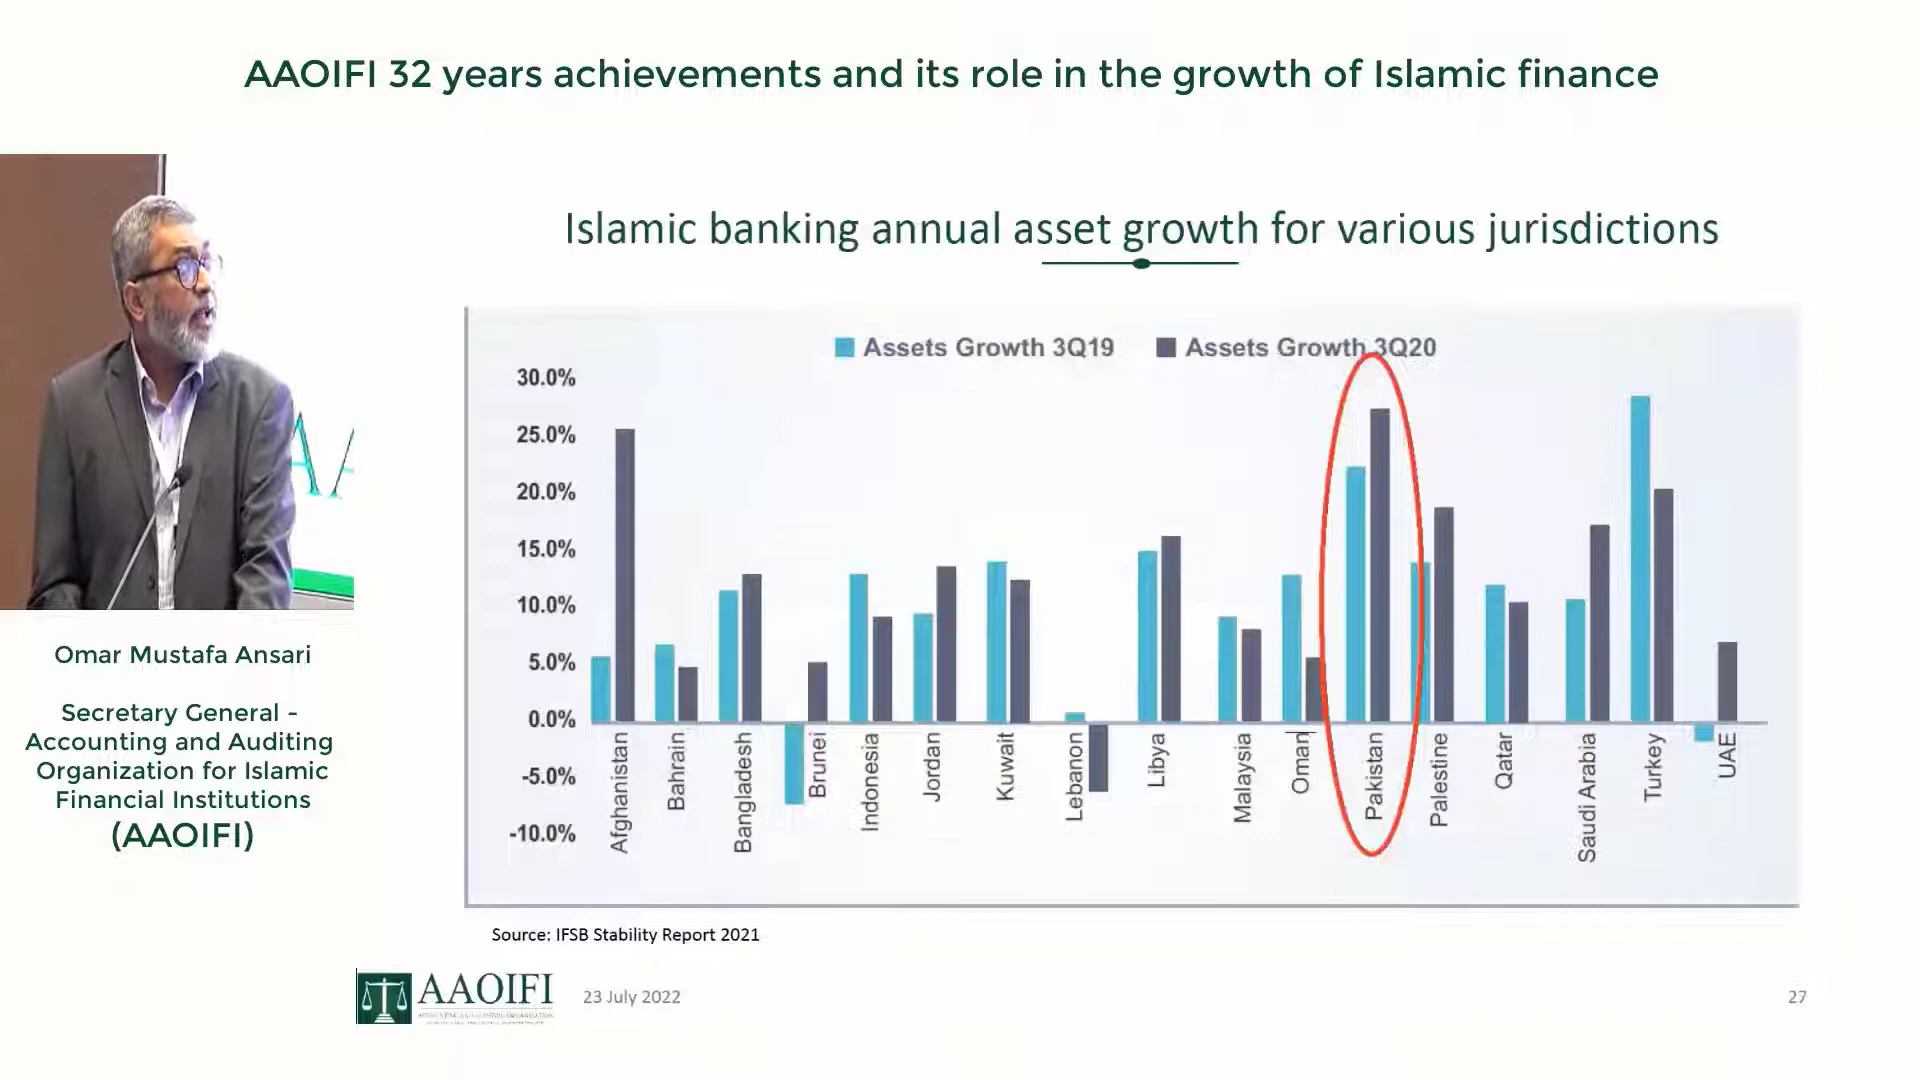 AAOIFI 32 years achievements and its role in the growth of Islamic finance
Islamic banking annual asset growth for various jurisdictions
Assets Growth 3Q19
Assets Growth 3Q20
30.0%
25.0%
20.0%
15.0%
10.0%
5.0%
0.0%
-5.0%
-10.0%
Afghanistan
Bahrain
Bangladesh
Brunei
Indonesia
Jordan
Kuwait
Lebanon
Libya
Malaysia
Oman
Pakistan
Palestine
Qatar
Saudi Arabia
Turkey
UAE
Omar Mustafa Ansari
Secretary General -
Accounting and Auditing
Organization for Islamic
Financial Institutions
(AAOIFI)
Source: IFSB Stability Report 2021
AAOIFI
23 July 2022
27